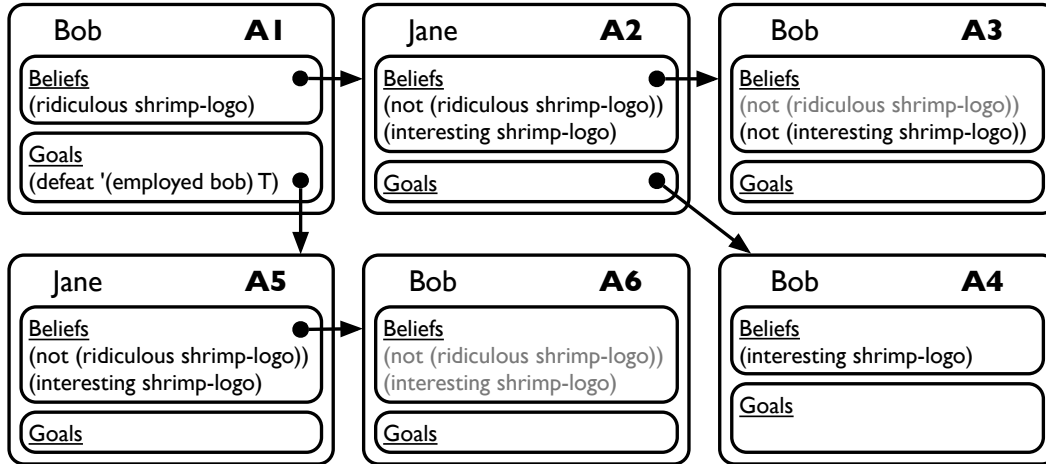 Bob A1
Beliefs
(ridiculous shrimp-logo)
Goals
(defeat '(employed bob) T)
Jane A2
Beliefs
(not (ridiculous shrimp-logo))
(interesting shrimp-logo)
Goals
Bob A3
Beliefs
(not (ridiculous shrimp-logo))
(not (interesting shrimp-logo))
Goals
Jane A5
Beliefs
(not (ridiculous shrimp-logo))
(interesting shrimp-logo)
Goals
Bob A6
Beliefs
(not (ridiculous shrimp-logo))
(interesting shrimp-logo)
Goals
Bob A4
Beliefs
(interesting shrimp-logo)
Goals